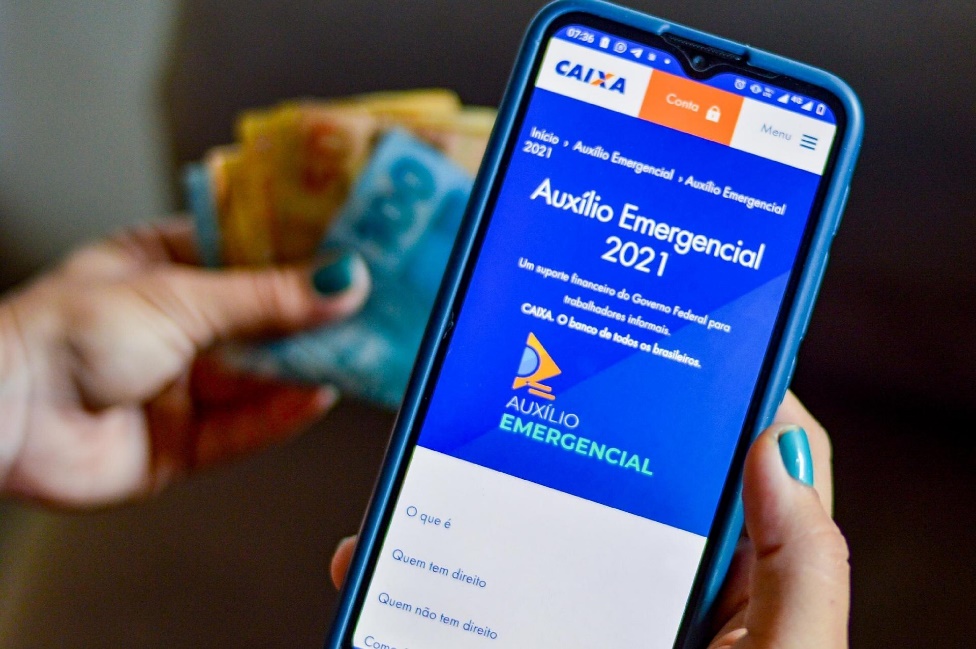 07:36
4G
CAIXA
Conta
Menu
Início › Auxílio Emergencial › Auxílio Emergencial
2021
Auxílio Emergencial
2021
Um suporte financeiro do Governo Federal para
trabalhadores informais.
CAIXA. O banco de todos os brasileiros.
AUXÍLIO
EMERGENCIAL
O que é
Quem tem direito
Quem não tem direito
100